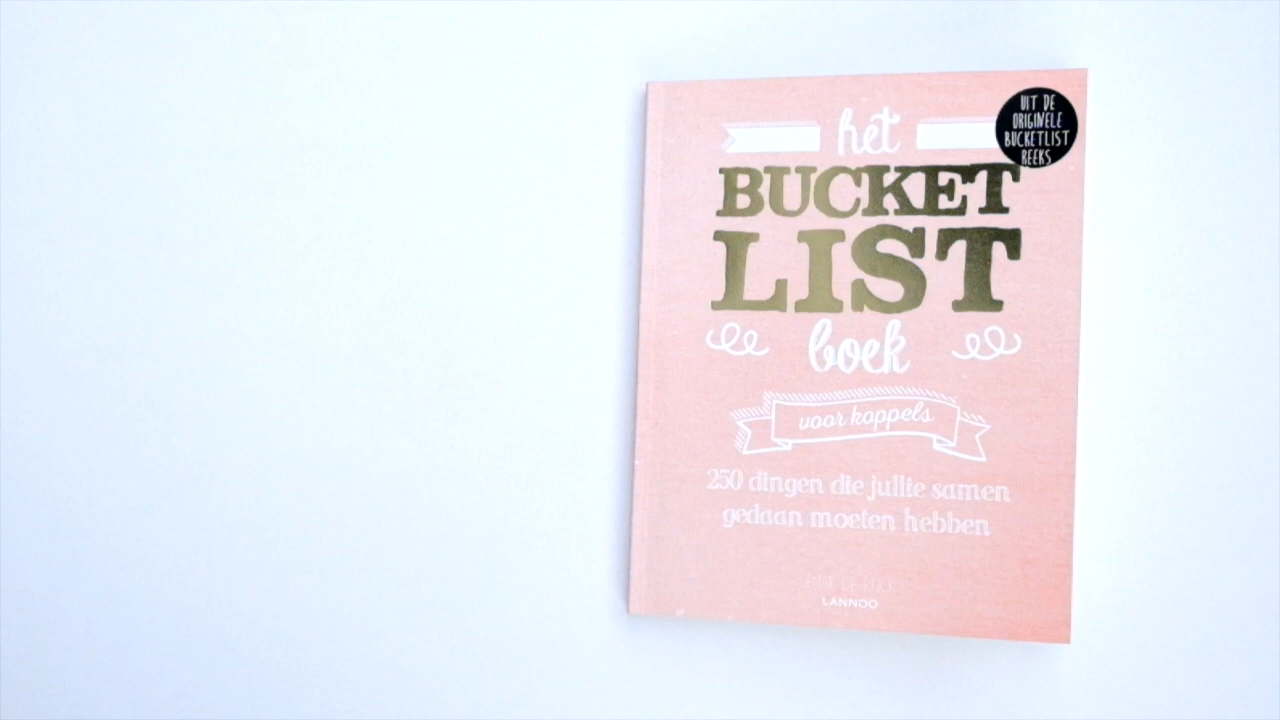 het
BUCKET
LIST
boek
voor koppels
250 dingen die jullie samen
gedaan moeten hebben
LANNOO
UIT DE
ORIGINELE
BUCKETLIST
REEKS